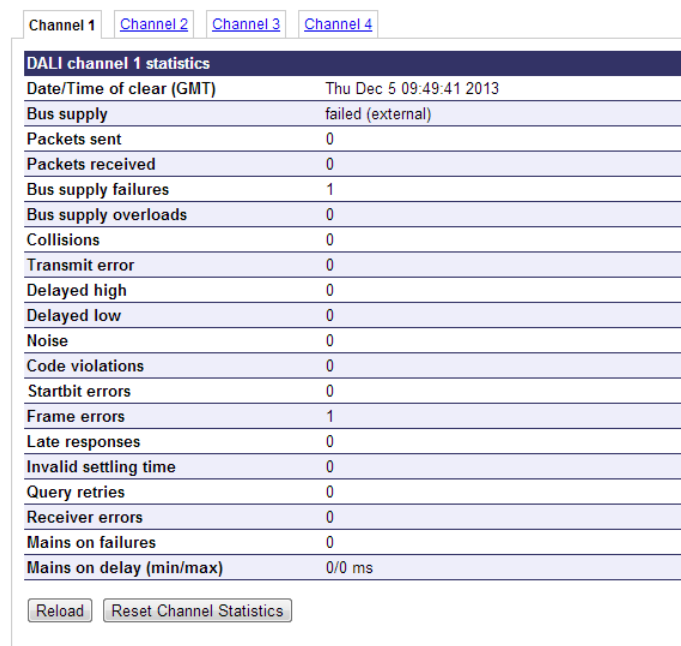 Channel 1 Channel 2 Channel 3 Channel 4
DALI channel 1 statistics
Date/Time of clear (GMT) Thu Dec 5 09:49:41 2013
Bus supply failed (external)
Packets sent 0
Packets received 0
Bus supply failures 1
Bus supply overloads 0
Collisions 0
Transmit error 0
Delayed high 0
Delayed low 0
Noise 0
Code violations 0
Startbit errors 0
Frame errors 1
Late responses 0
Invalid settling time 0
Query retries 0
Receiver errors 0
Mains on failures 0
Mains on delay (min/max) 0/0 ms
Reload Reset Channel Statistics